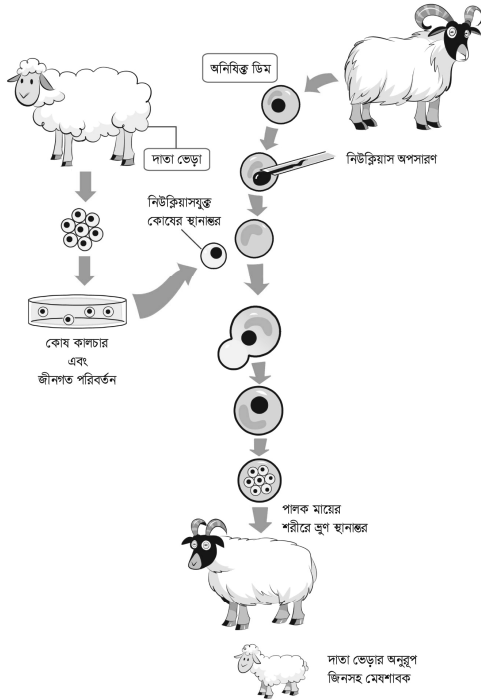 অনিষিক্ত ডিম
দাতা ভেড়া
নিউক্লিয়াস অপসারণ
নিউক্লিয়াসযুক্ত
কোষের স্থানান্তর
কোষ কালচার
এবং
জীনগত পরিবর্তন
পালক মায়ের
শরীরে ভ্রুণ স্থানান্তর
দাতা ভেড়ার অনুরূপ
জিনসহ মেষশাবক